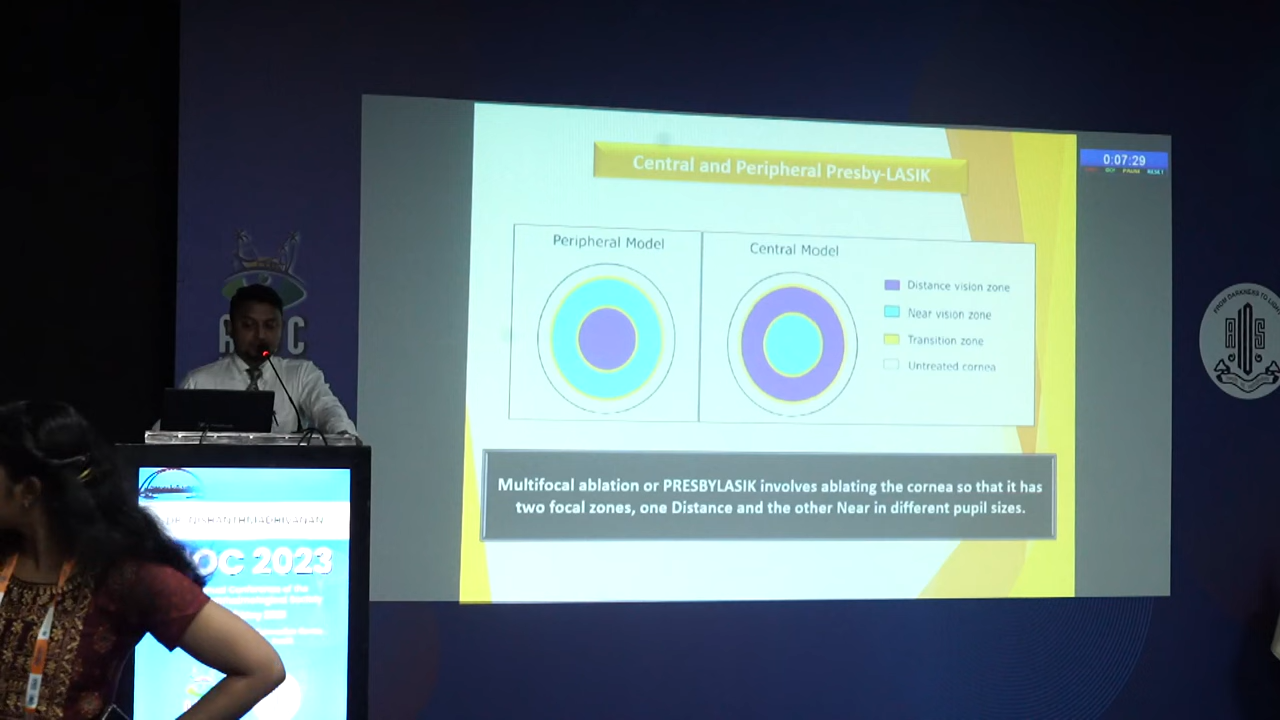 Central and Peripheral Presby-LASIK
0:07:29
Peripheral Model
Central Model
Distance vision zone
Near vision zone
Transition zone
Untreated cornea
Multifocal ablation or PRESBYLASIK involves ablating the cornea so that it has
two focal zones, one Distance and the other Near in different pupil sizes.
OC 2023